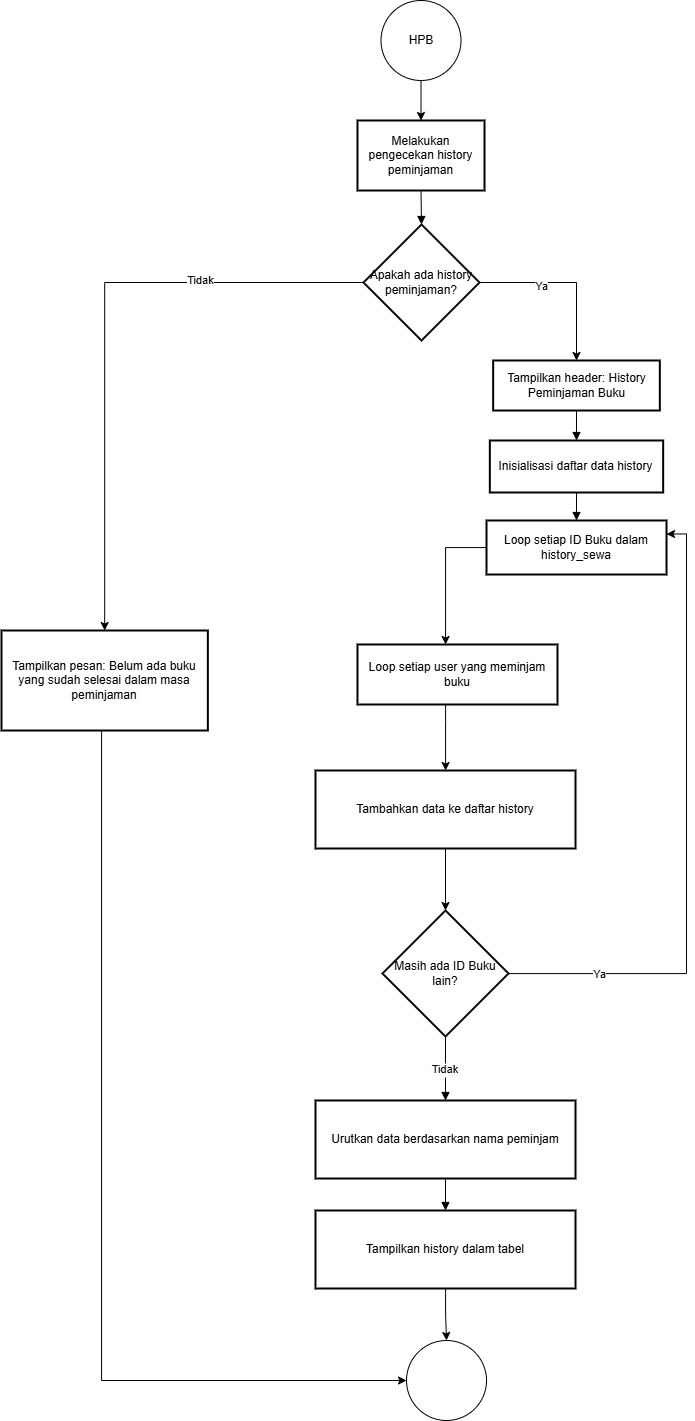 HPB
Melakukan
pengecekan history
peminjaman
Apakah ada history
peminjaman?
Tidak
Ya
Tampilkan header: History
Peminjaman Buku
Inisialisasi daftar data history
Loop setiap ID Buku dalam
history_sewa
Tampilkan pesan: Belum ada buku
yang sudah selesai dalam masa
peminjaman
Loop setiap user yang meminjam
buku
Tambahkan data ke daftar history
Masih ada ID Buku
lain?
Ya
Tidak
Urutkan data berdasarkan nama peminjam
Tampilkan history dalam tabel